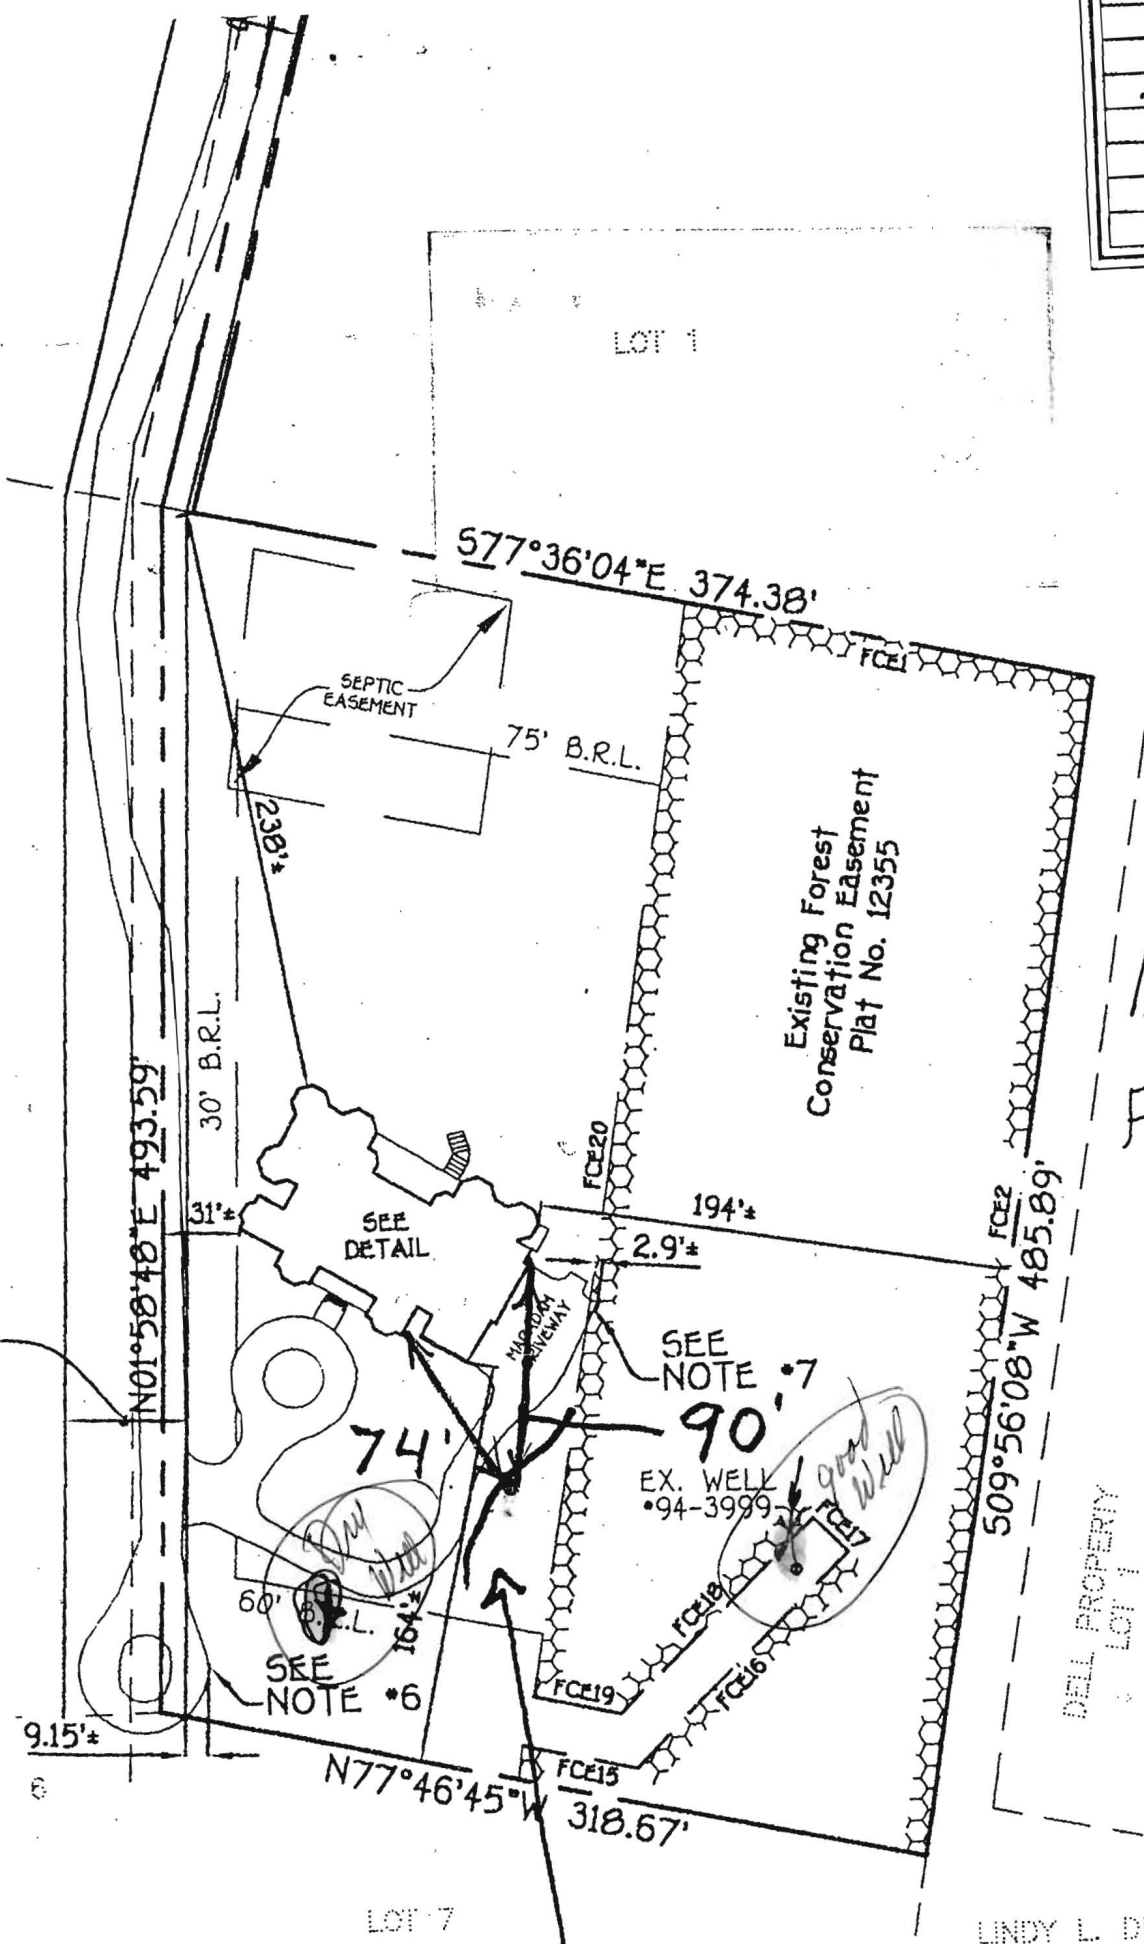 LOT 1
S77°36'04"E 374.38'
FCE1
SEPTIC
EASEMENT
75' B.R.L.
238'±
Existing Forest
Conservation Easement
Plat No. 12355
30' B.R.L.
N01°58'48"E 493.59'
FCE20
31'±
SEE
DETAIL
194'±
FCE2
2.9'±
MACADAM
DRIVEWAY
SEE
NOTE *7
S09°56'08"W 485.89'
74'
90'
EX. WELL
*94-3999
good
Well
FCE17
Dry
Well
60' B.R.L.
164'±
FCE18
FCE16
SEE
NOTE *6
FCE19
9.15'±
FCE15
N77°46'45"W 318.67'
6
DELL PROPERTY
LOT 1
LOT 7
LINDY L. D